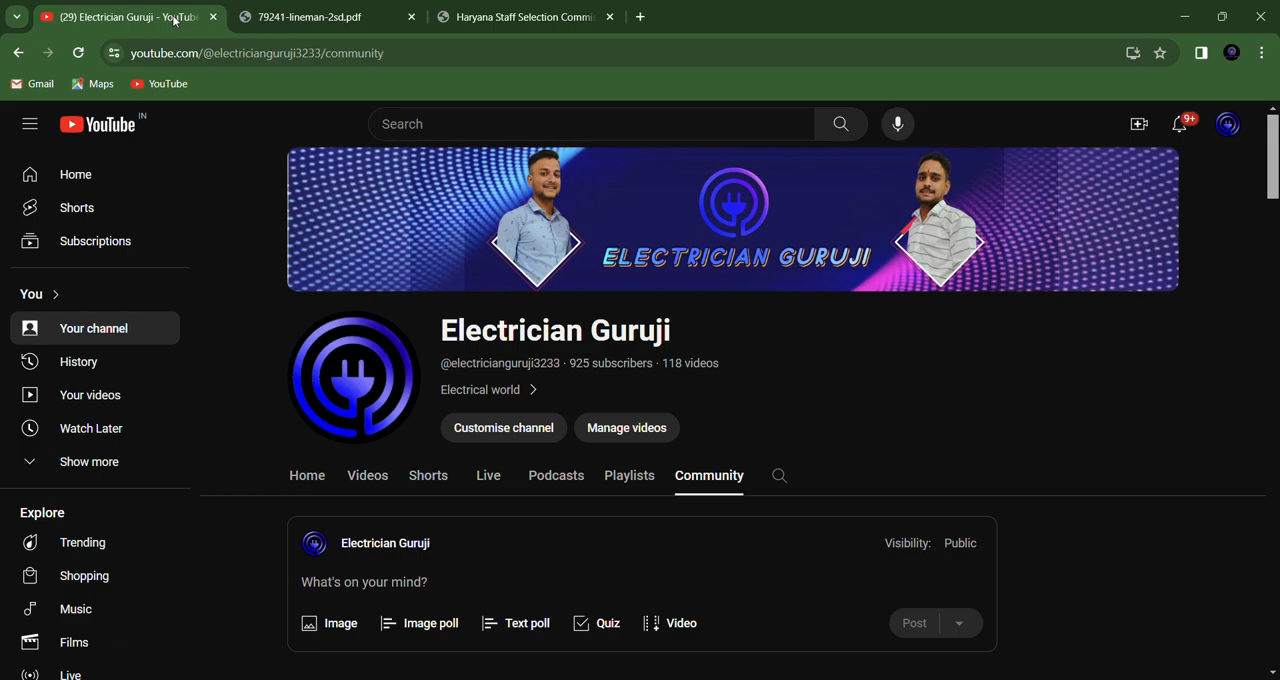 (29) Electrician Guruji - YouTube
79241-lineman-2sd.pdf
Haryana Staff Selection Commi
youtube.com/@electricianguruji3233/community
Gmail
Maps
YouTube
YouTube IN
Search
9+
Home
Shorts
Subscriptions
You
Your channel
History
Your videos
Watch Later
Show more
Explore
Trending
Shopping
Music
Films
Live
ELECTRICIAN GURUJI
Electrician Guruji
@electricianguruji3233 · 925 subscribers · 118 videos
Electrical world
Customise channel
Manage videos
Home Videos Shorts Live Podcasts Playlists Community
Electrician Guruji
Visibility: Public
What's on your mind?
Image Image poll Text poll Quiz Video
Post